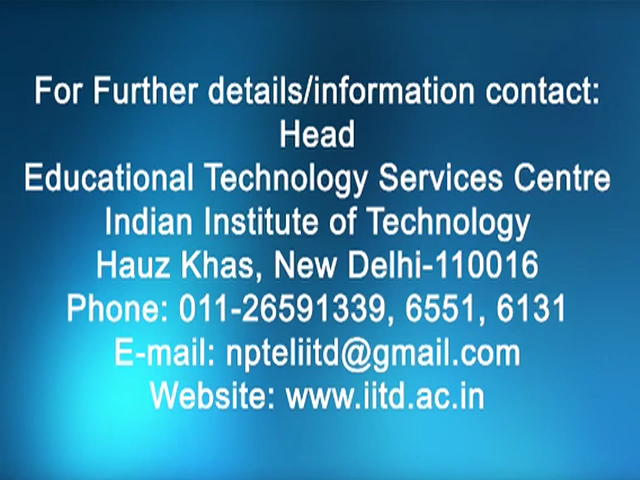 For Further details/information contact:
Head
Educational Technology Services Centre
Indian Institute of Technology
Hauz Khas, New Delhi-110016
Phone: 011-26591339, 6551, 6131
E-mail: npteliitd@gmail.com
Website: www.iitd.ac.in